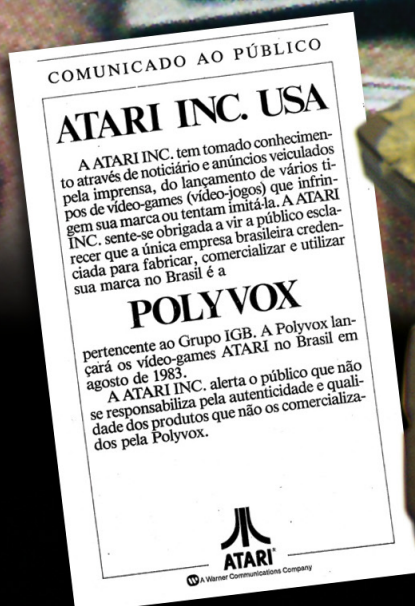 COMUNICADO AO PÚBLICO
ATARI INC. USA
A ATARI INC. tem tomado conhecimen-
to através de noticiário e anúncios veiculados
pela imprensa, do lançamento de vários ti-
pos de vídeo-games (vídeo-jogos) que infrin-
gem sua marca ou tentam imitá-la. A ATARI
INC. sente-se obrigada a vir a público escla-
recer que a única empresa brasileira creden-
ciada para fabricar, comercializar e utilizar
sua marca no Brasil é a
POLYVOX
pertencente ao Grupo IGB. A Polyvox lan-
çará os vídeo-games ATARI no Brasil em
agosto de 1983.
A ATARI INC. alerta o público que não
se responsabiliza pela autenticidade e quali-
dade dos produtos que não os comercializa-
dos pela Polyvox.
ATARI®
A Warner Communications Company